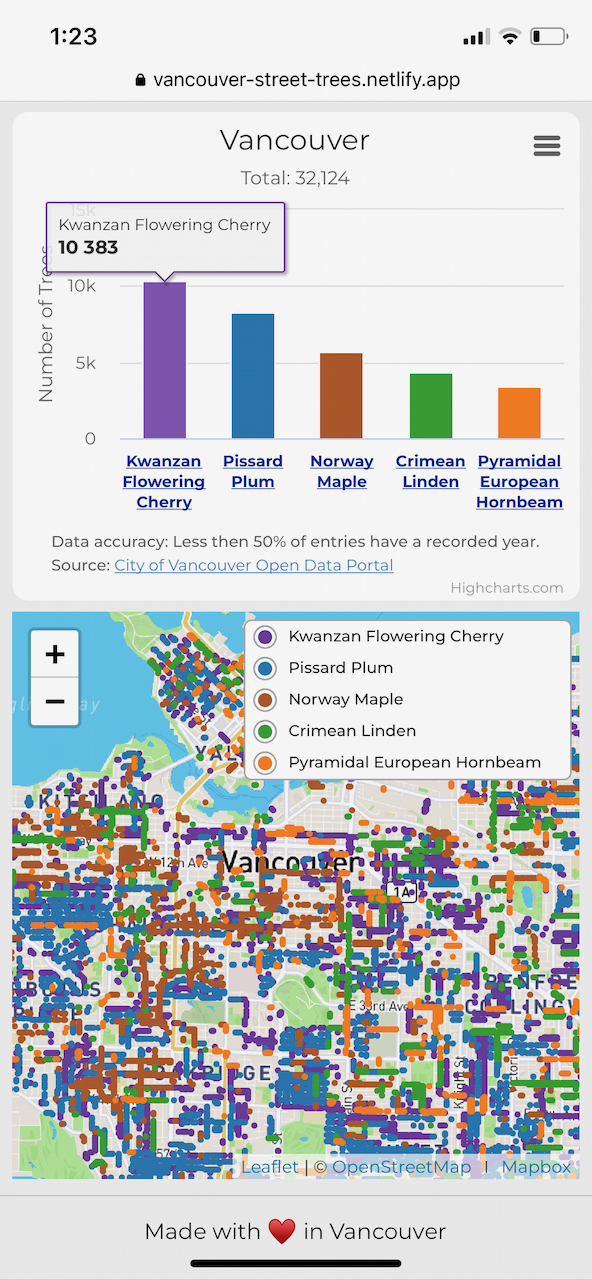 1:23
vancouver-street-trees.netlify.app
Vancouver
Total: 32,124
15k
Kwanzan Flowering Cherry
10 383
Number of Trees
10k
5k
0
Kwanzan Flowering Cherry
Pissard Plum
Norway Maple
Crimean Linden
Pyramidal European Hornbeam
Data accuracy: Less then 50% of entries have a recorded year.
Source: City of Vancouver Open Data Portal
Highcharts.com
+
−
Kwanzan Flowering Cherry
Pissard Plum
Norway Maple
Crimean Linden
Pyramidal European Hornbeam
YAL
KITSILANO
12th Ave
Vancouver
1A
E 33rd Ave
Knight St
Leaflet | © OpenStreetMap | Mapbox
Made with ♥ in Vancouver